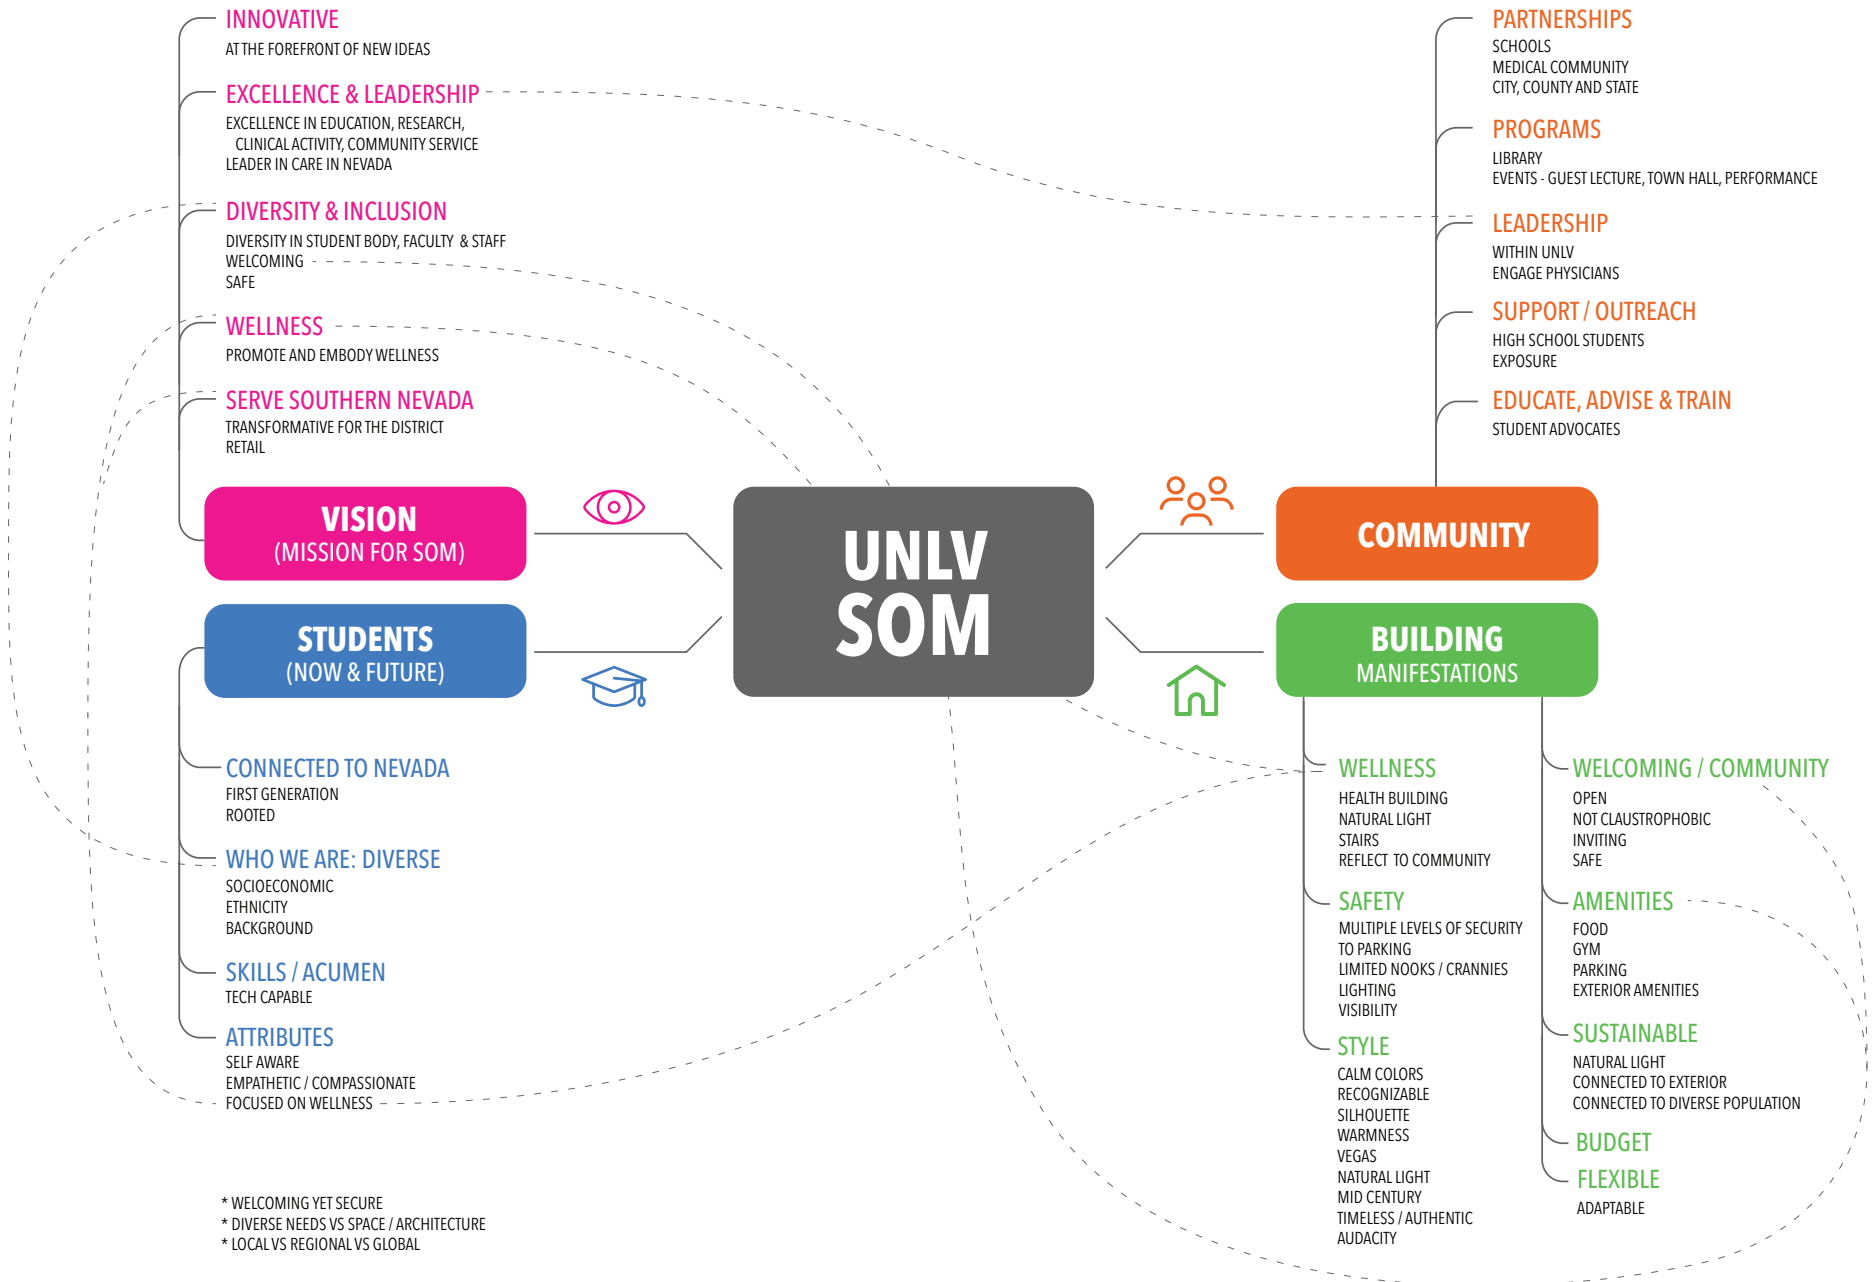 INNOVATIVE
AT THE FOREFRONT OF NEW IDEAS
EXCELLENCE & LEADERSHIP
EXCELLENCE IN EDUCATION, RESEARCH,
CLINICAL ACTIVITY, COMMUNITY SERVICE
LEADER IN CARE IN NEVADA
DIVERSITY & INCLUSION
DIVERSITY IN STUDENT BODY, FACULTY & STAFF
WELCOMING
SAFE
WELLNESS
PROMOTE AND EMBODY WELLNESS
SERVE SOUTHERN NEVADA
TRANSFORMATIVE FOR THE DISTRICT
RETAIL
VISION
(MISSION FOR SOM)
STUDENTS
(NOW & FUTURE)
CONNECTED TO NEVADA
FIRST GENERATION
ROOTED
WHO WE ARE: DIVERSE
SOCIOECONOMIC
ETHNICITY
BACKGROUND
SKILLS / ACUMEN
TECH CAPABLE
ATTRIBUTES
SELF AWARE
EMPATHETIC / COMPASSIONATE
FOCUSED ON WELLNESS
* WELCOMING YET SECURE
* DIVERSE NEEDS VS SPACE / ARCHITECTURE
* LOCAL VS REGIONAL VS GLOBAL
UNLV
SOM
PARTNERSHIPS
SCHOOLS
MEDICAL COMMUNITY
CITY, COUNTY AND STATE
PROGRAMS
LIBRARY
EVENTS - GUEST LECTURE, TOWN HALL, PERFORMANCE
LEADERSHIP
WITHIN UNLV
ENGAGE PHYSICIANS
SUPPORT / OUTREACH
HIGH SCHOOL STUDENTS
EXPOSURE
EDUCATE, ADVISE & TRAIN
STUDENT ADVOCATES
COMMUNITY
BUILDING
MANIFESTATIONS
WELLNESS
HEALTH BUILDING
NATURAL LIGHT
STAIRS
REFLECT TO COMMUNITY
SAFETY
MULTIPLE LEVELS OF SECURITY
TO PARKING
LIMITED NOOKS / CRANNIES
LIGHTING
VISIBILITY
STYLE
CALM COLORS
RECOGNIZABLE
SILHOUETTE
WARMNESS
VEGAS
NATURAL LIGHT
MID CENTURY
TIMELESS / AUTHENTIC
AUDACITY
WELCOMING / COMMUNITY
OPEN
NOT CLAUSTROPHOBIC
INVITING
SAFE
AMENITIES
FOOD
GYM
PARKING
EXTERIOR AMENITIES
SUSTAINABLE
NATURAL LIGHT
CONNECTED TO EXTERIOR
CONNECTED TO DIVERSE POPULATION
BUDGET
FLEXIBLE
ADAPTABLE